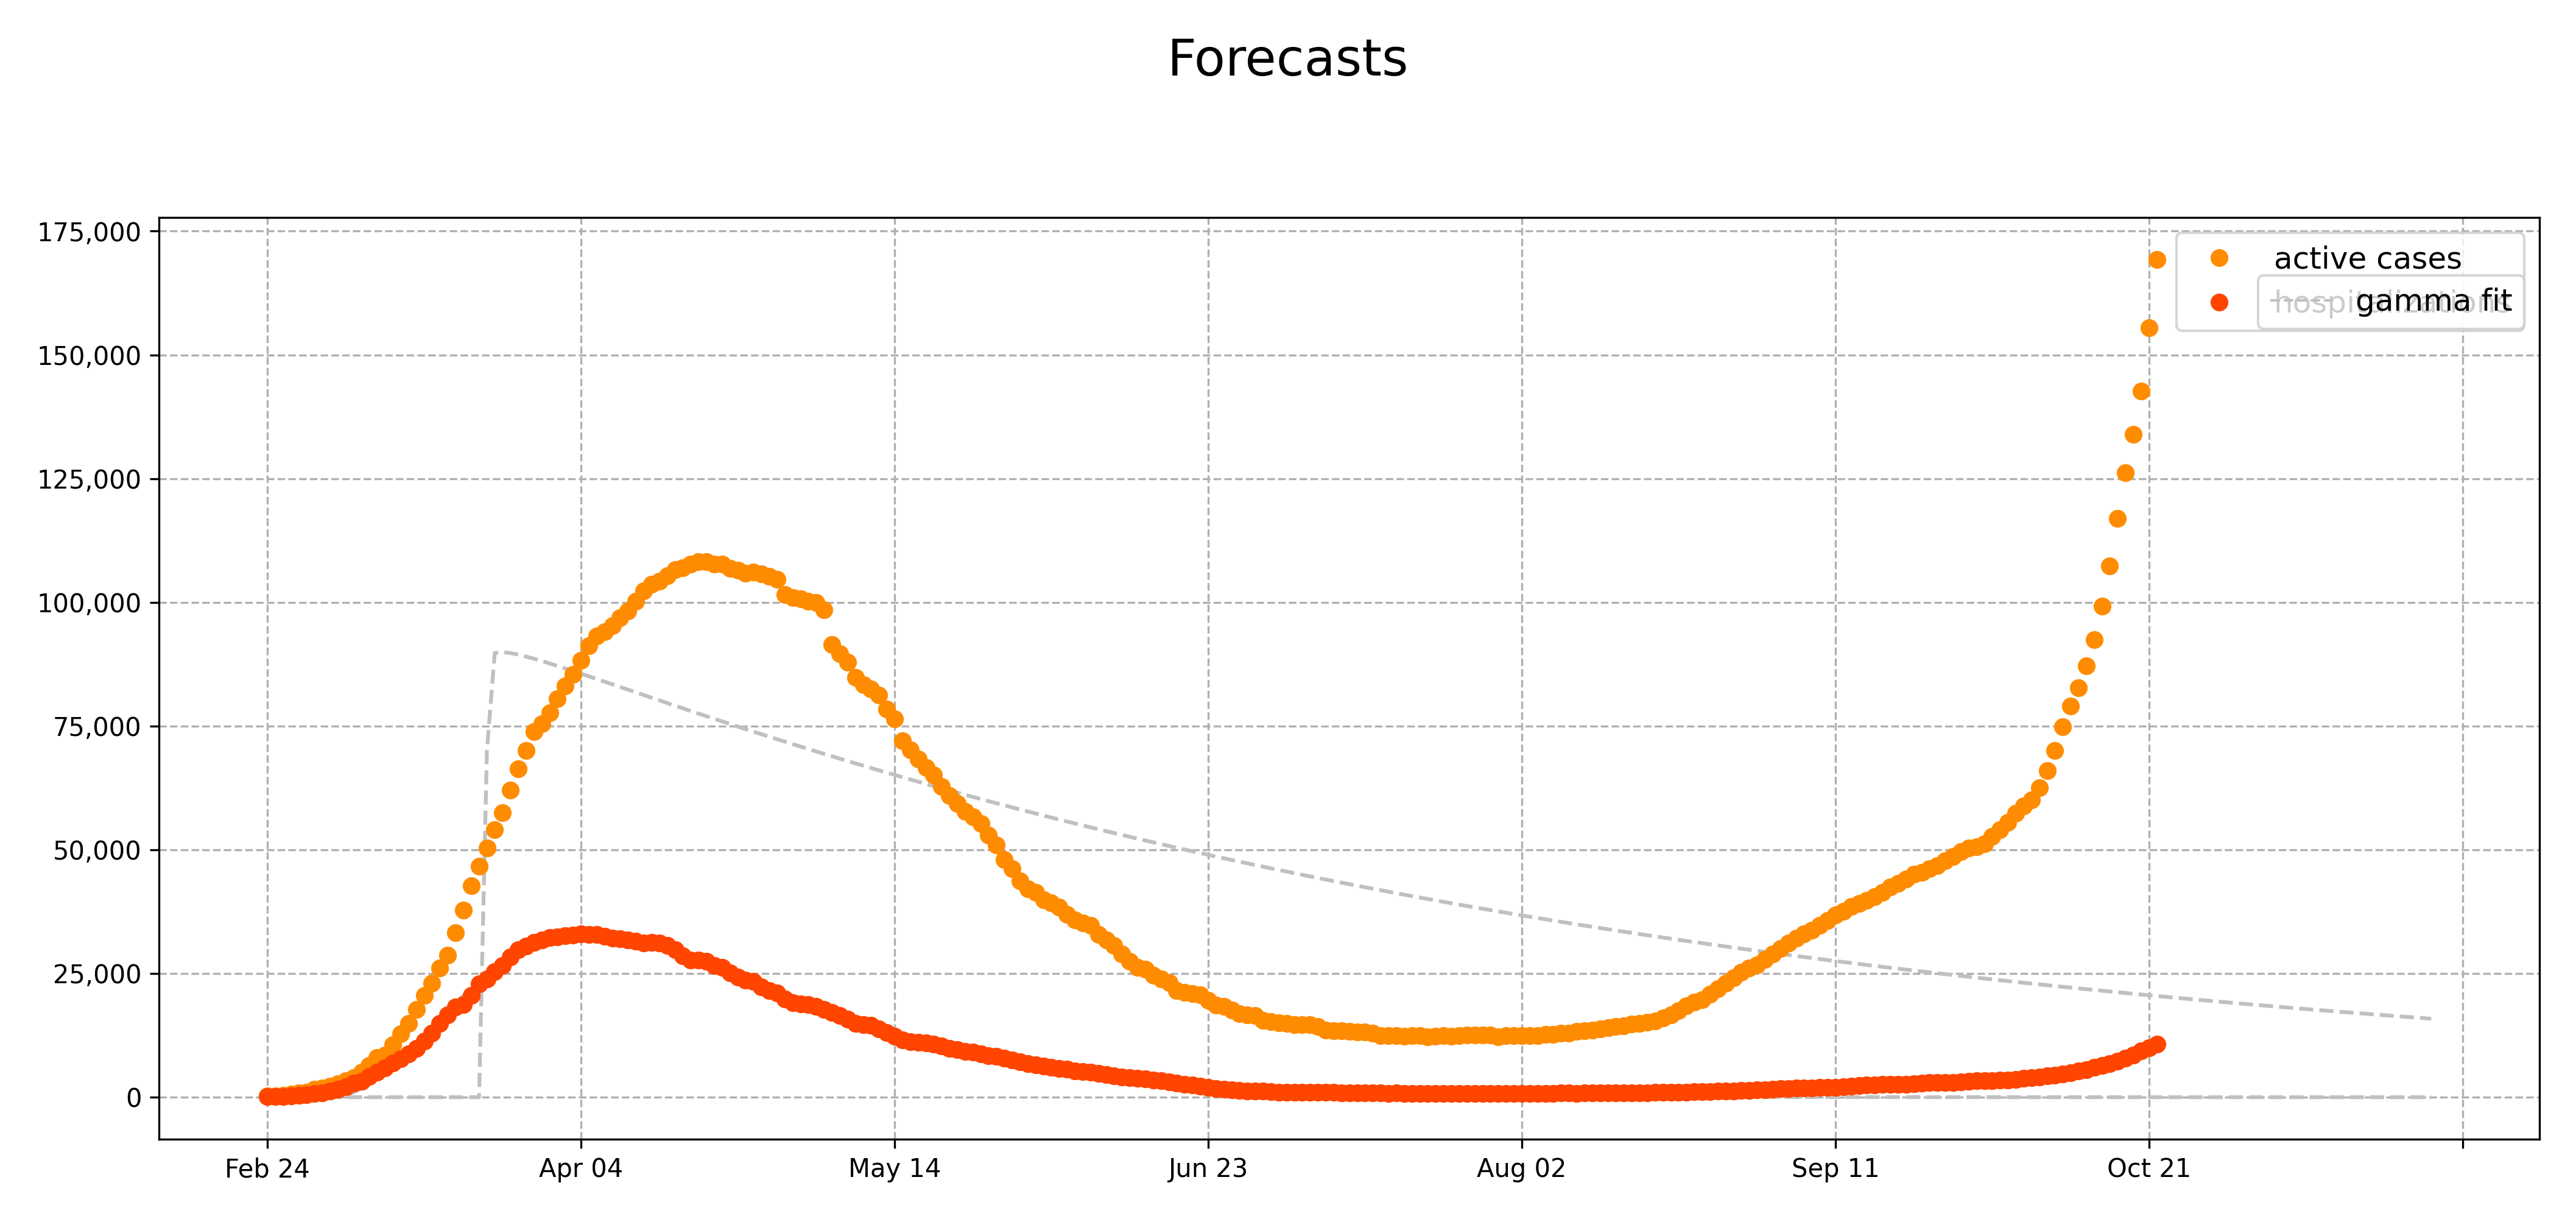 Forecasts
175,000
150,000
125,000
100,000
75,000
50,000
25,000
0
active cases
hospitalizations
gamma fit
Feb 24
Apr 04
May 14
Jun 23
Aug 02
Sep 11
Oct 21